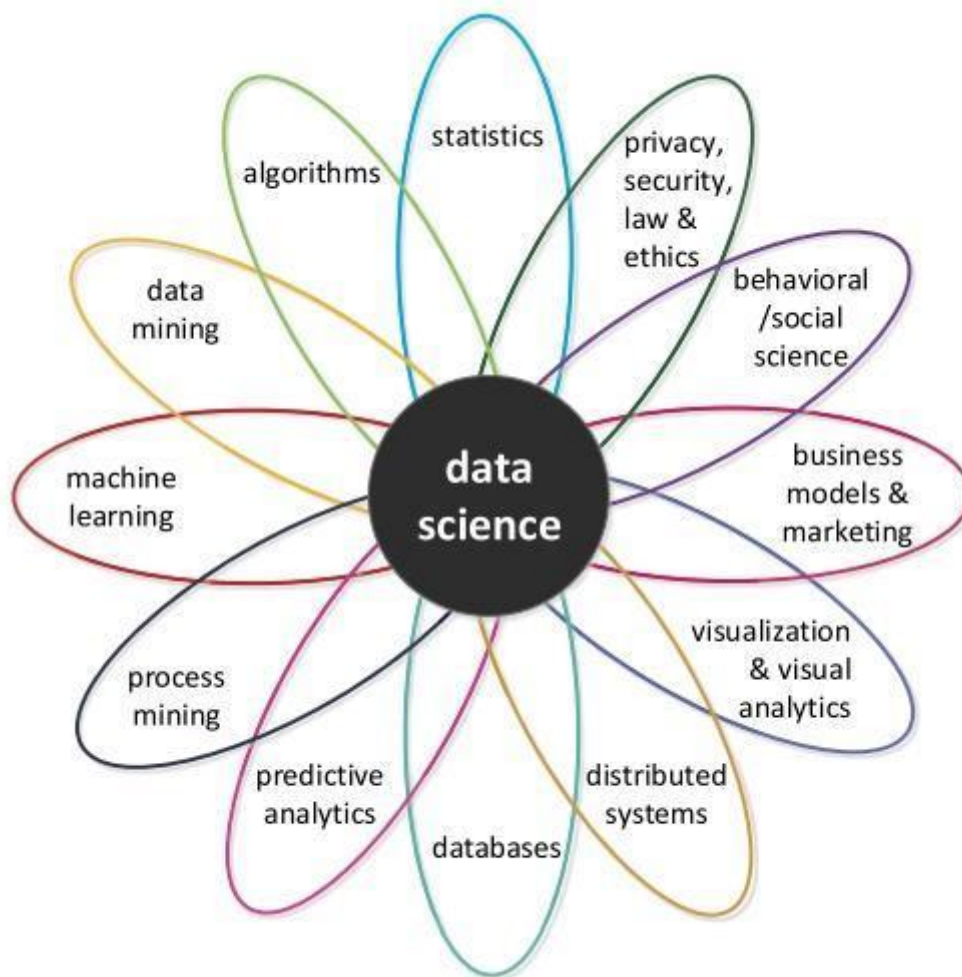 statistics
privacy,
security,
law &
ethics
behavioral
/social
science
business
models &
marketing
visualization
& visual
analytics
distributed
systems
databases
predictive
analytics
process
mining
machine
learning
data
mining
algorithms
data
science